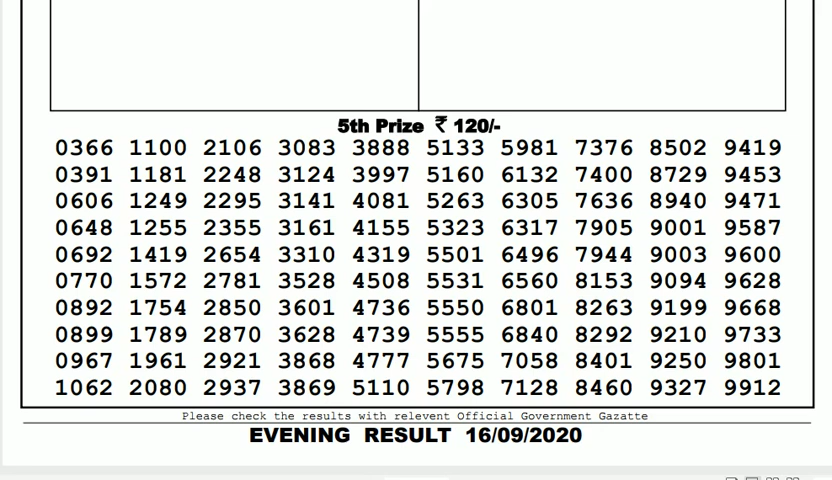 5th Prize ₹ 120/-
0366 1100 2106 3083 3888 5133 5981 7376 8502 9419
0391 1181 2248 3124 3997 5160 6132 7400 8729 9453
0606 1249 2295 3141 4081 5263 6305 7636 8940 9471
0648 1255 2355 3161 4155 5323 6317 7905 9001 9587
0692 1419 2654 3310 4319 5501 6496 7944 9003 9600
0770 1572 2781 3528 4508 5531 6560 8153 9094 9628
0892 1754 2850 3601 4736 5550 6801 8263 9199 9668
0899 1789 2870 3628 4739 5555 6840 8292 9210 9733
0967 1961 2921 3868 4777 5675 7058 8401 9250 9801
1062 2080 2937 3869 5110 5798 7128 8460 9327 9912
Please check the results with relevent Official Government Gazatte
EVENING RESULT 16/09/2020